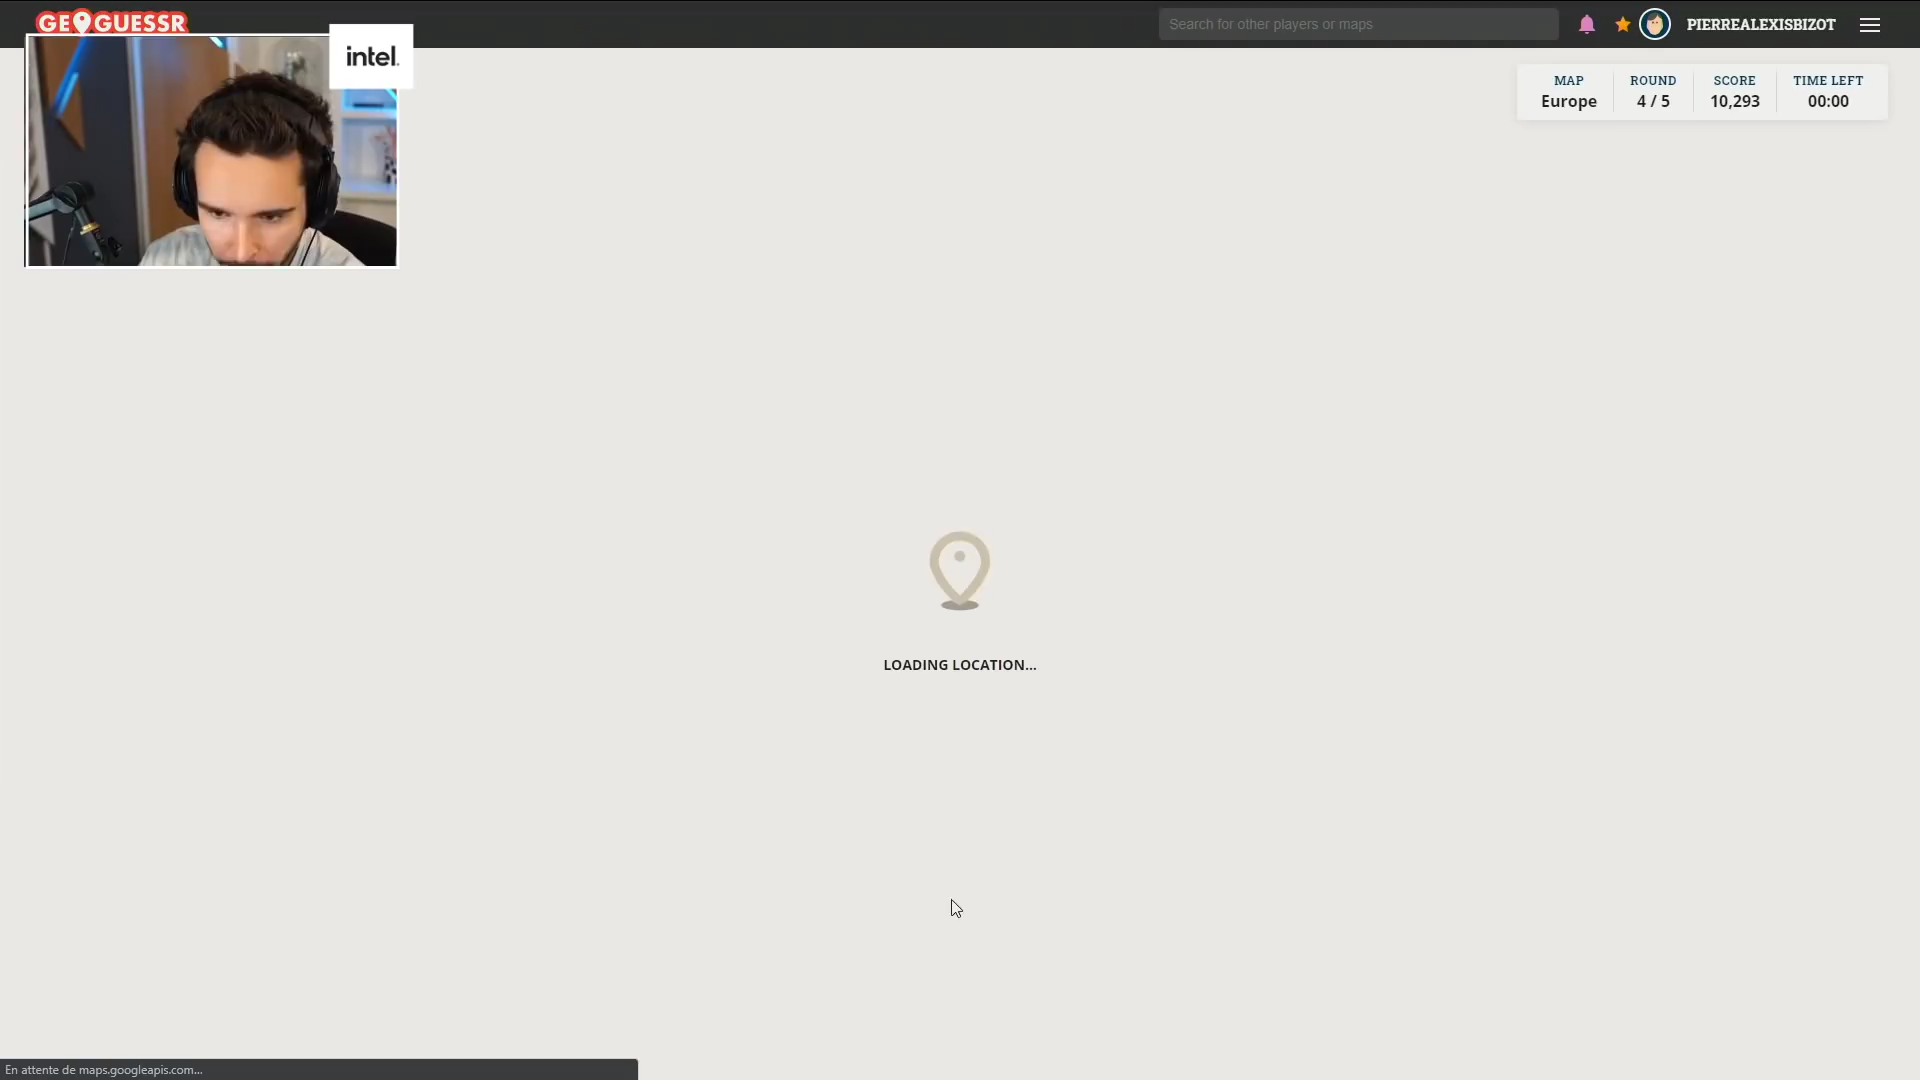 GEOGUESSR
Search for other players or maps
PIERREALEXISBIZOT
intel.
MAP ROUND SCORE TIME LEFT
Europe 4 / 5 10,293 00:00
LOADING LOCATION...
En attente de maps.googleapis.com...